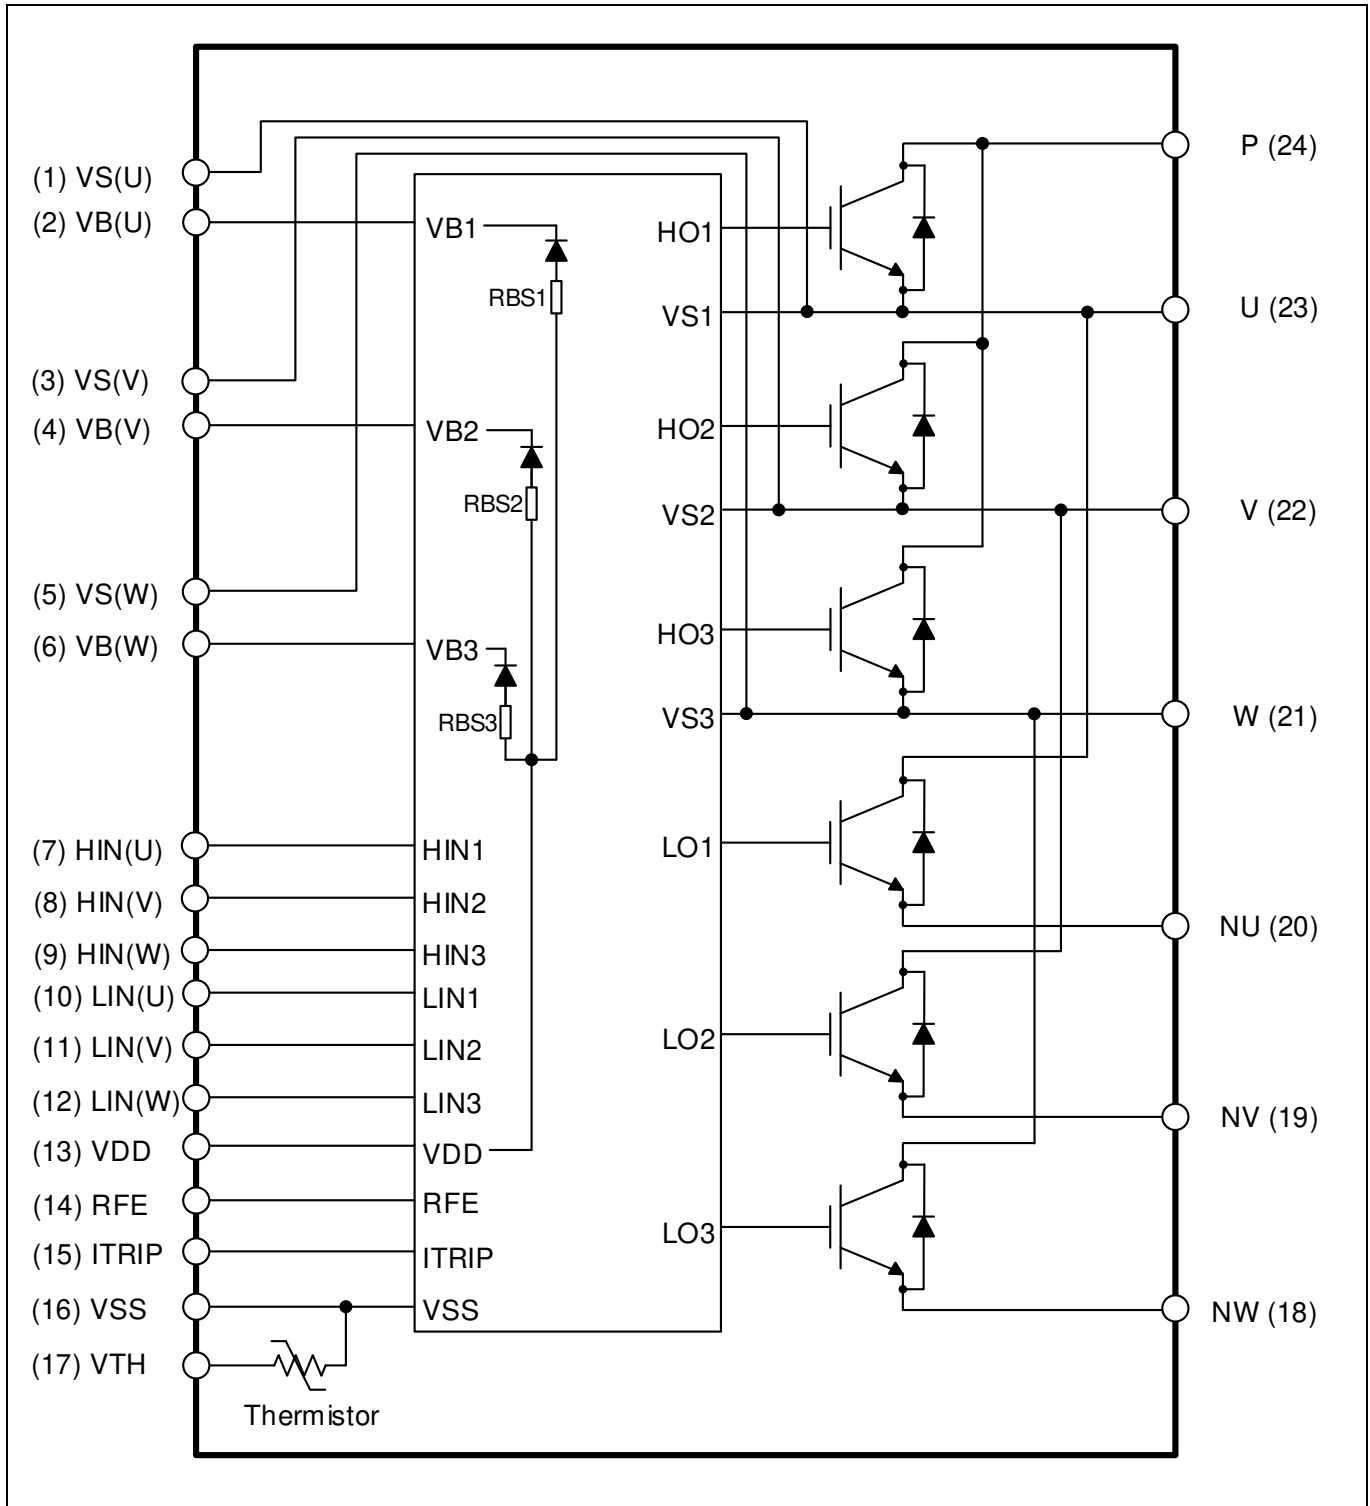 (1) VS(U)
(2) VB(U)
(3) VS(V)
(4) VB(V)
(5) VS(W)
(6) VB(W)
(7) HIN(U)
(8) HIN(V)
(9) HIN(W)
(10) LIN(U)
(11) LIN(V)
(12) LIN(W)
(13) VDD
(14) RFE
(15) ITRIP
(16) VSS
(17) VTH
Thermistor
VB1
RBS1
VB2
RBS2
VB3
RBS3
HIN1
HIN2
HIN3
LIN1
LIN2
LIN3
VDD
RFE
ITRIP
VSS
HO1
VS1
HO2
VS2
HO3
VS3
LO1
LO2
LO3
P (24)
U (23)
V (22)
W (21)
NU (20)
NV (19)
NW (18)